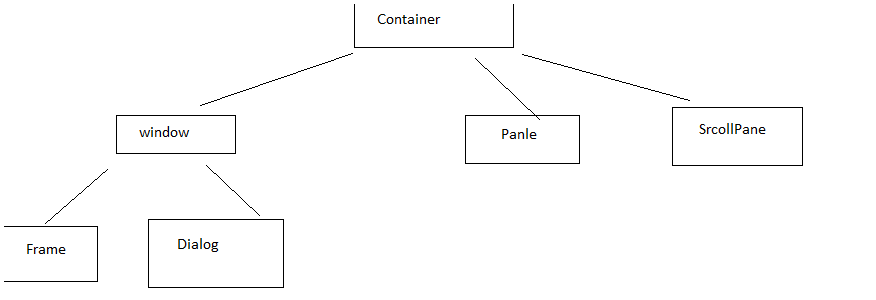 Container
window
Panle
SrcollPane
Frame
Dialog